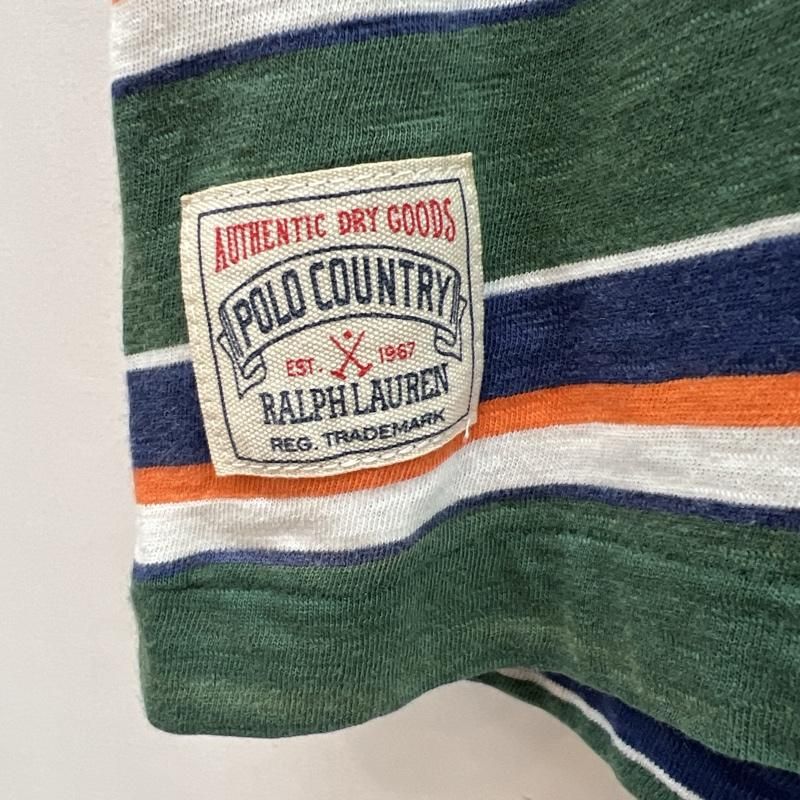 AUTHENTIC DRY GOODS
POLO COUNTRY
EST. 1967
RALPH LAUREN
REG. TRADEMARK